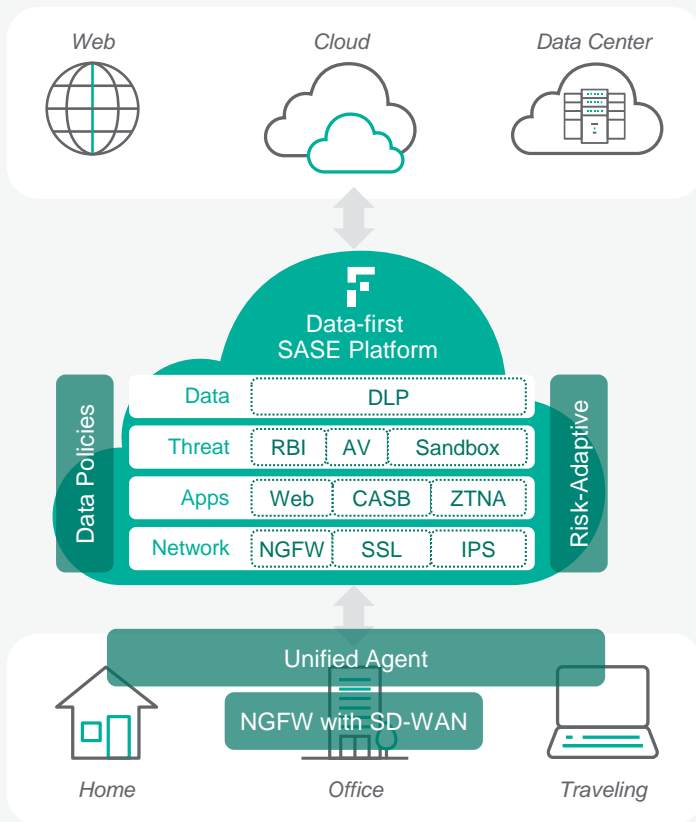 Web
Cloud
Data Center
Data-first
SASE Platform
Data Policies
Data
DLP
Threat
RBI
AV
Sandbox
Apps
Web
CASB
ZTNA
Network
NGFW
SSL
IPS
Risk-Adaptive
Unified Agent
NGFW with SD-WAN
Home
Office
Traveling